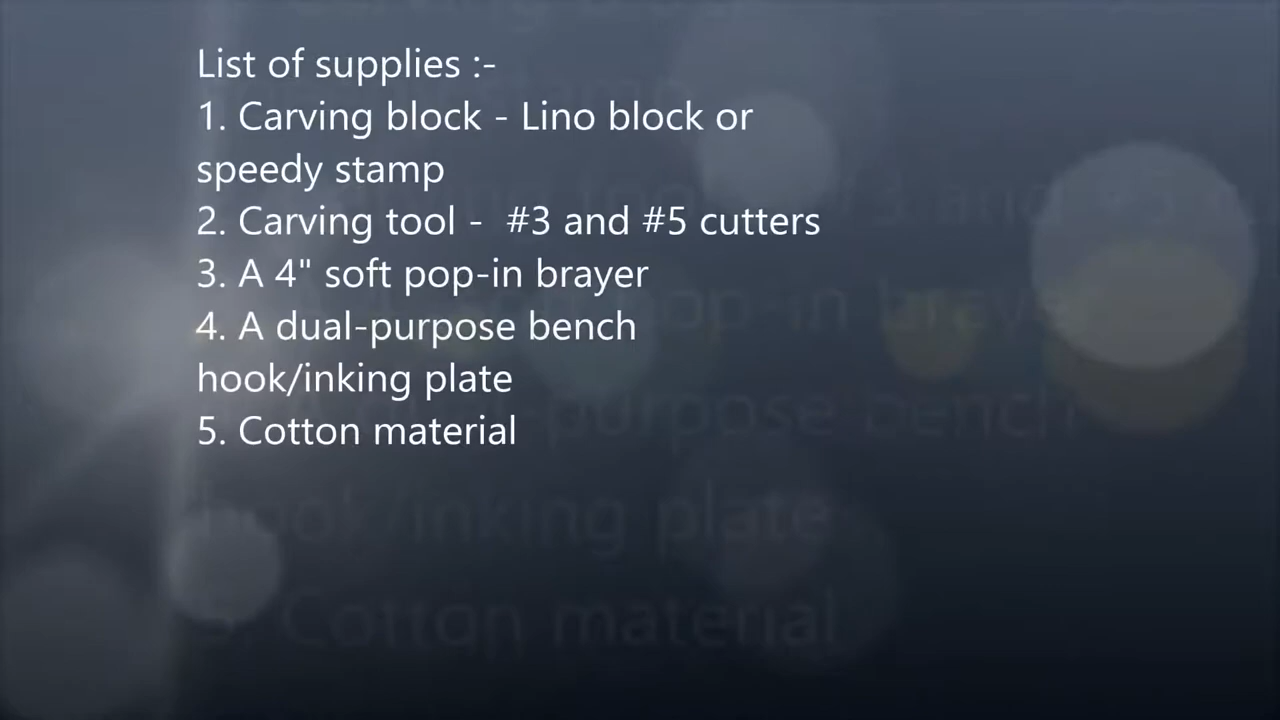 List of supplies :-
1. Carving block - Lino block or
speedy stamp
2. Carving tool -  #3 and #5 cutters
3. A 4" soft pop-in brayer
4. A dual-purpose bench
hook/inking plate
5. Cotton material